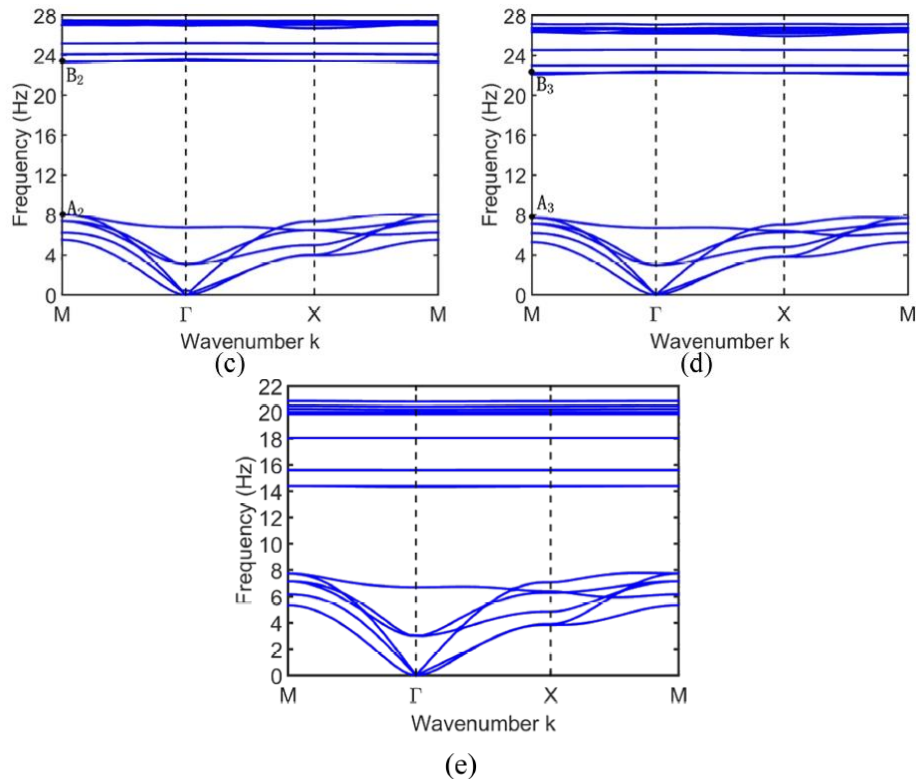 28
24
20
16
12
8
4
0
B2
A2
Frequency (Hz)
M Γ X M
Wavenumber k
(c)
28
24
20
16
12
8
4
0
B3
A3
Frequency (Hz)
M Γ X M
Wavenumber k
(d)
22
20
18
16
14
12
10
8
6
4
2
0
Frequency (Hz)
M Γ X M
Wavenumber k
(e)